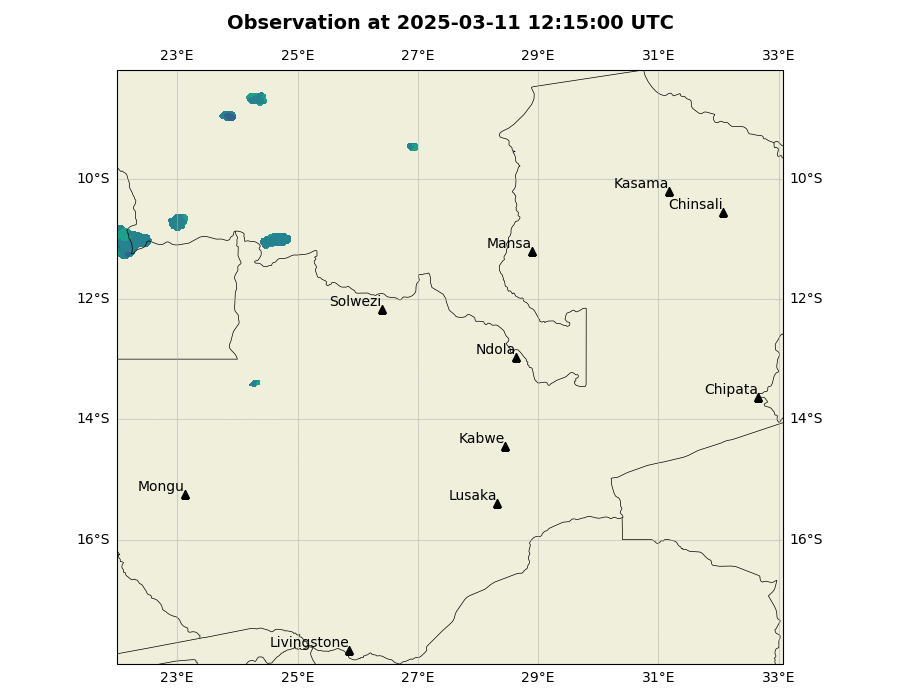 Observation at 2025-03-11 12:15:00 UTC
23°E 25°E 27°E 29°E 31°E 33°E
10°S 10°S
Kasama
Chinsali
Mansa
12°S 12°S
Solwezi
Ndola
Chipata
14°S 14°S
Kabwe
Mongu
Lusaka
16°S 16°S
Livingstone
23°E 25°E 27°E 29°E 31°E 33°E